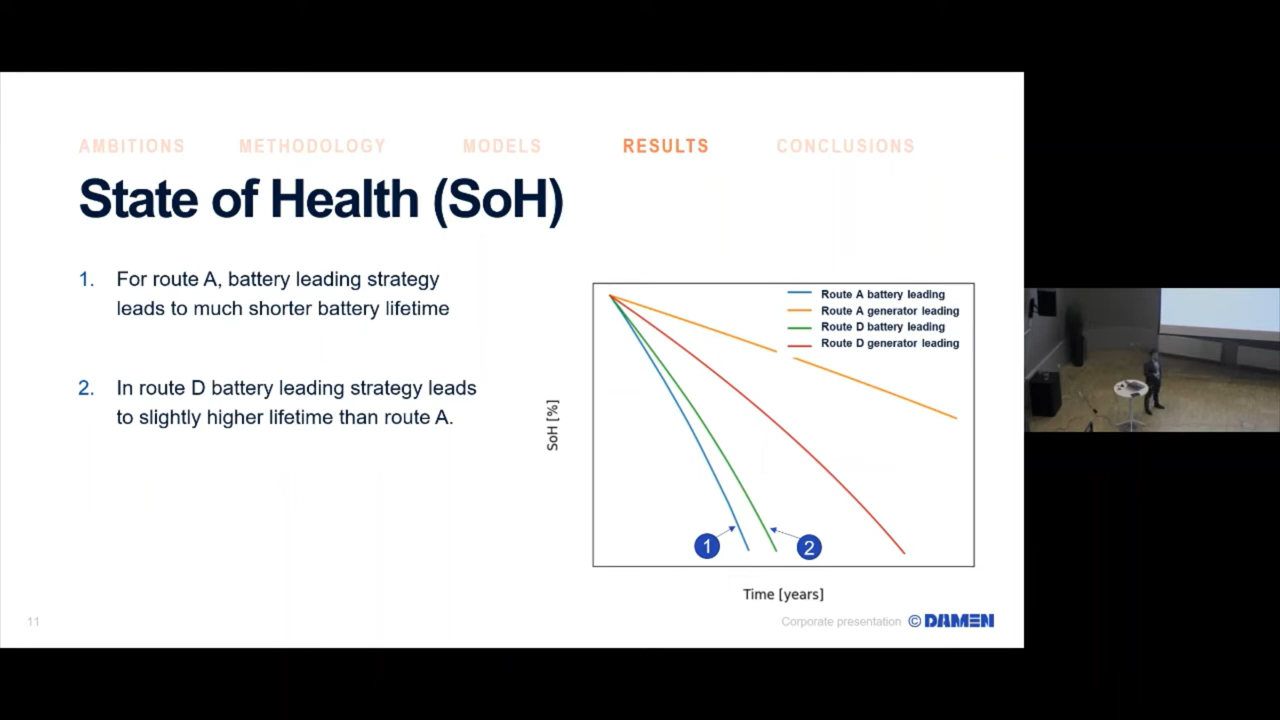 AMBITIONS METHODOLOGY MODELS RESULTS CONCLUSIONS
State of Health (SoH)
1. For route A, battery leading strategy
leads to much shorter battery lifetime
2. In route D battery leading strategy leads
to slightly higher lifetime than route A.
Route A battery leading
Route A generator leading
Route D battery leading
Route D generator leading
SoH [%]
1
2
Time [years]
11
Corporate presentation © DAMEN